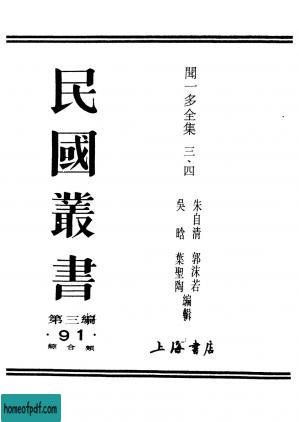 民國叢書
第三編
·91·
綜合類
聞一多全集 三、四
朱自清 郭沫若
吳晗 葉聖陶 編輯
上海書店
homeofpdf.com